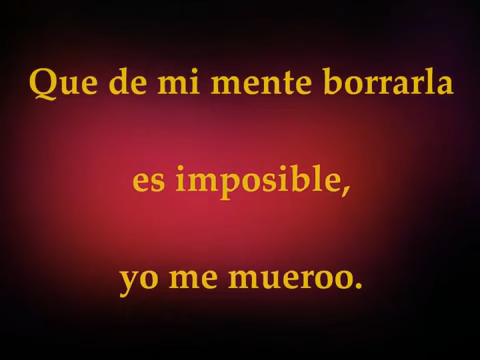 Que de mi mente borrarla
es imposible,
yo me mueroo.